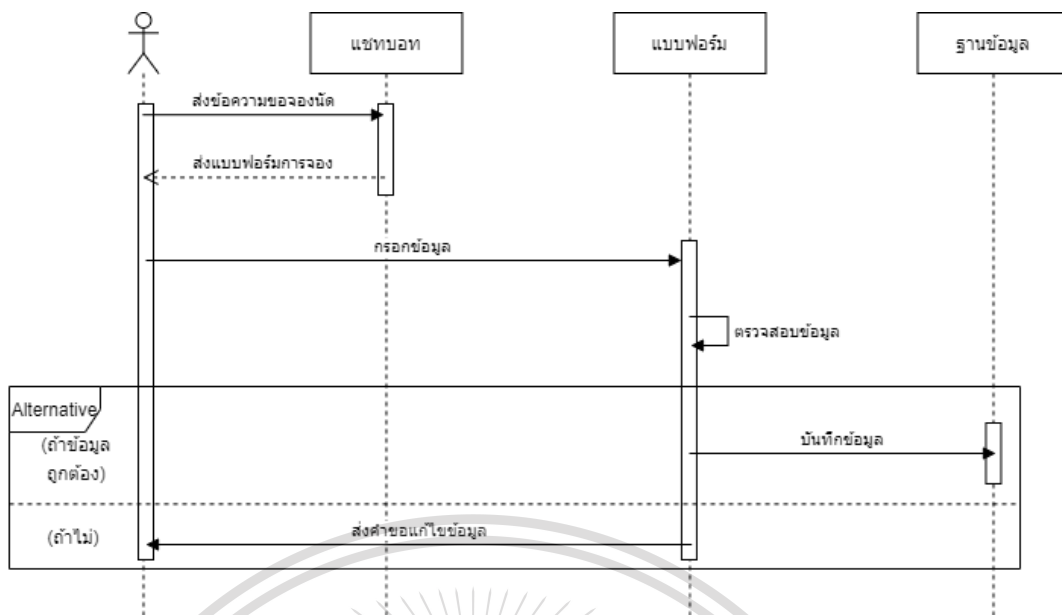 แชทบอท
แบบฟอร์ม
ฐานข้อมูล
ส่งข้อความขอจองนัด
ส่งแบบฟอร์มการจอง
กรอกข้อมูล
ตรวจสอบข้อมูล
Alternative
(ถ้าข้อมูล
ถูกต้อง)
บันทึกข้อมูล
(ถ้าไม่)
ส่งคำขอแก้ไขข้อมูล